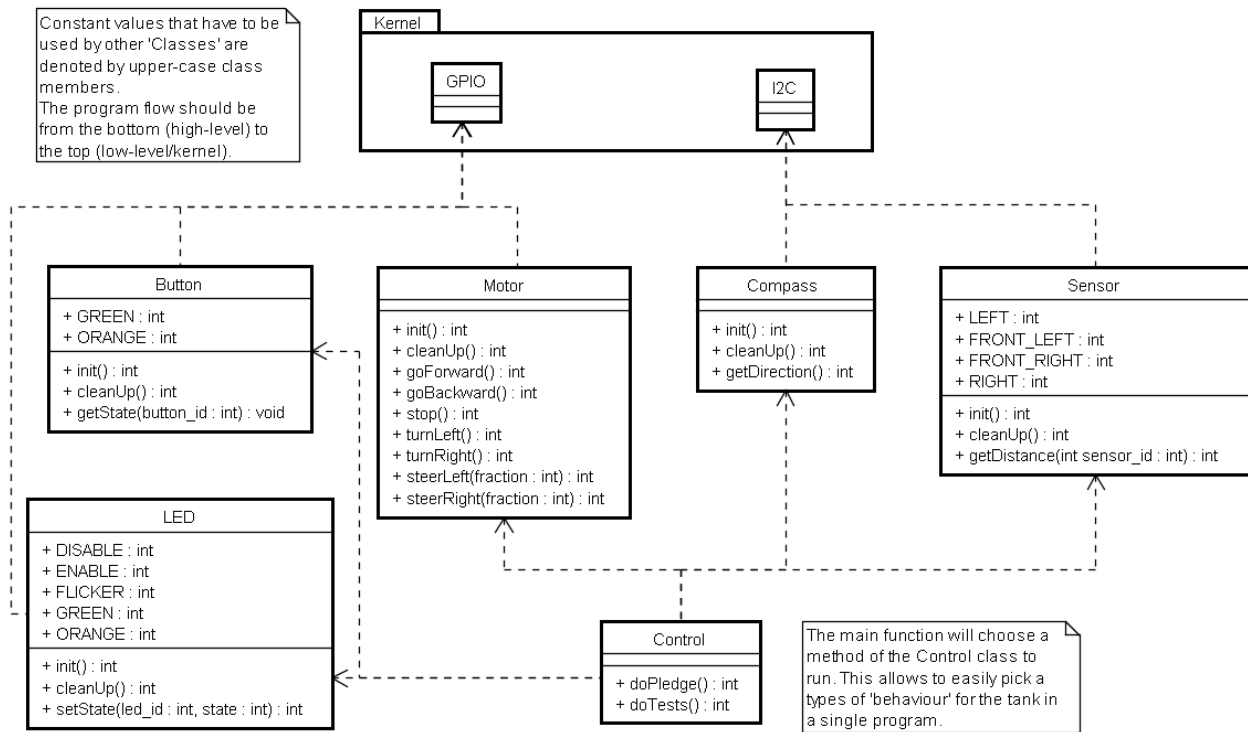 Constant values that have to be
used by other 'Classes' are
denoted by upper-case class
members.
The program flow should be
from the bottom (high-level) to
the top (low-level/kernel).
Kernel
GPIO
I2C
Button
+ GREEN : int
+ ORANGE : int
+ init() : int
+ cleanUp() : int
+ getState(button_id : int) : void
Motor
+ init() : int
+ cleanUp() : int
+ goForward() : int
+ goBackward() : int
+ stop() : int
+ turnLeft() : int
+ turnRight() : int
+ steerLeft(fraction : int) : int
+ steerRight(fraction : int) : int
Compass
+ init() : int
+ cleanUp() : int
+ getDirection() : int
Sensor
+ LEFT : int
+ FRONT_LEFT : int
+ FRONT_RIGHT : int
+ RIGHT : int
+ init() : int
+ cleanUp() : int
+ getDistance(int sensor_id : int) : int
LED
+ DISABLE : int
+ ENABLE : int
+ FLICKER : int
+ GREEN : int
+ ORANGE : int
+ init() : int
+ cleanUp() : int
+ setState(led_id : int, state : int) : int
Control
+ doPledge() : int
+ doTests() : int
The main function will choose a
method of the Control class to
run. This allows to easily pick a
types of 'behaviour' for the tank in
a single program.